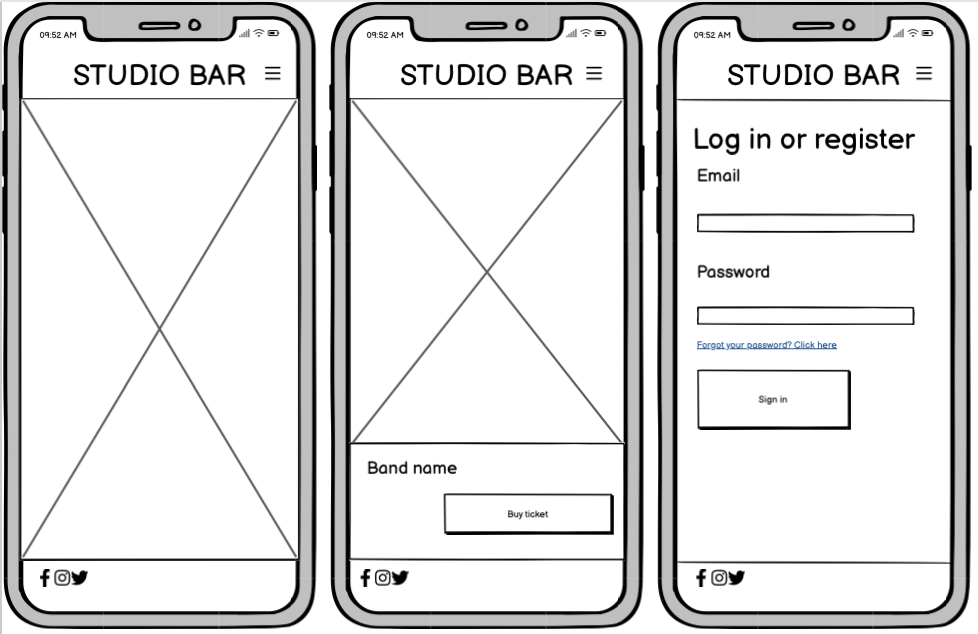 09:52 AM
STUDIO BAR
09:52 AM
STUDIO BAR
Band name
Buy ticket
09:52 AM
STUDIO BAR
Log in or register
Email
Password
Forgot your password? Click here
Sign in